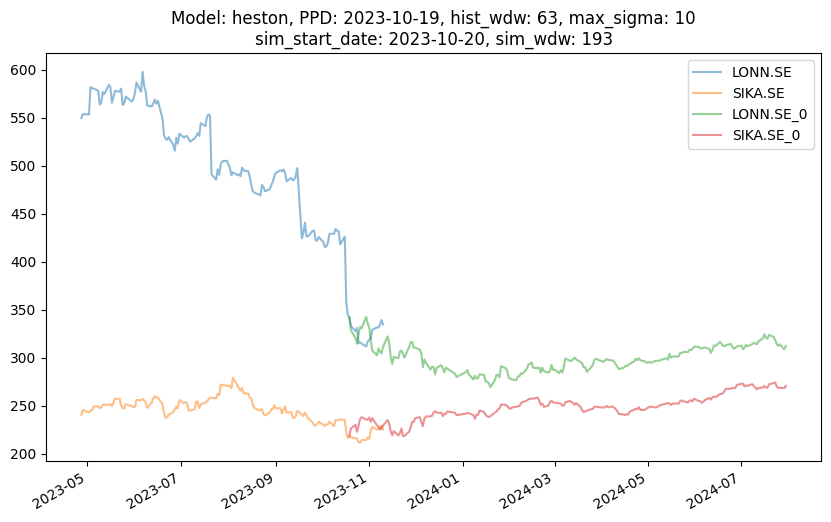 Model: heston, PPD: 2023-10-19, hist_wdw: 63, max_sigma: 10
sim_start_date: 2023-10-20, sim_wdw: 193
LONN.SE
SIKA.SE
LONN.SE_0
SIKA.SE_0
600
550
500
450
400
350
300
250
200
2023-05
2023-07
2023-09
2023-11
2024-01
2024-03
2024-05
2024-07